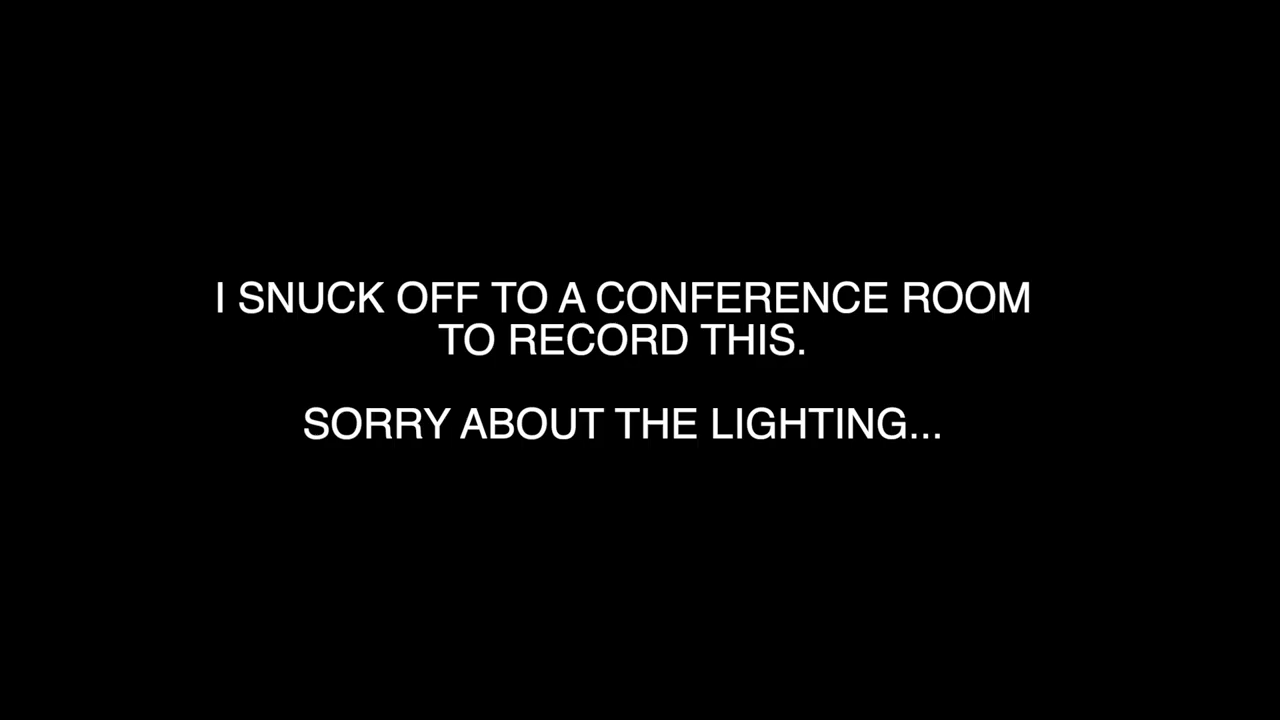 I SNUCK OFF TO A CONFERENCE ROOM
TO RECORD THIS.
SORRY ABOUT THE LIGHTING...